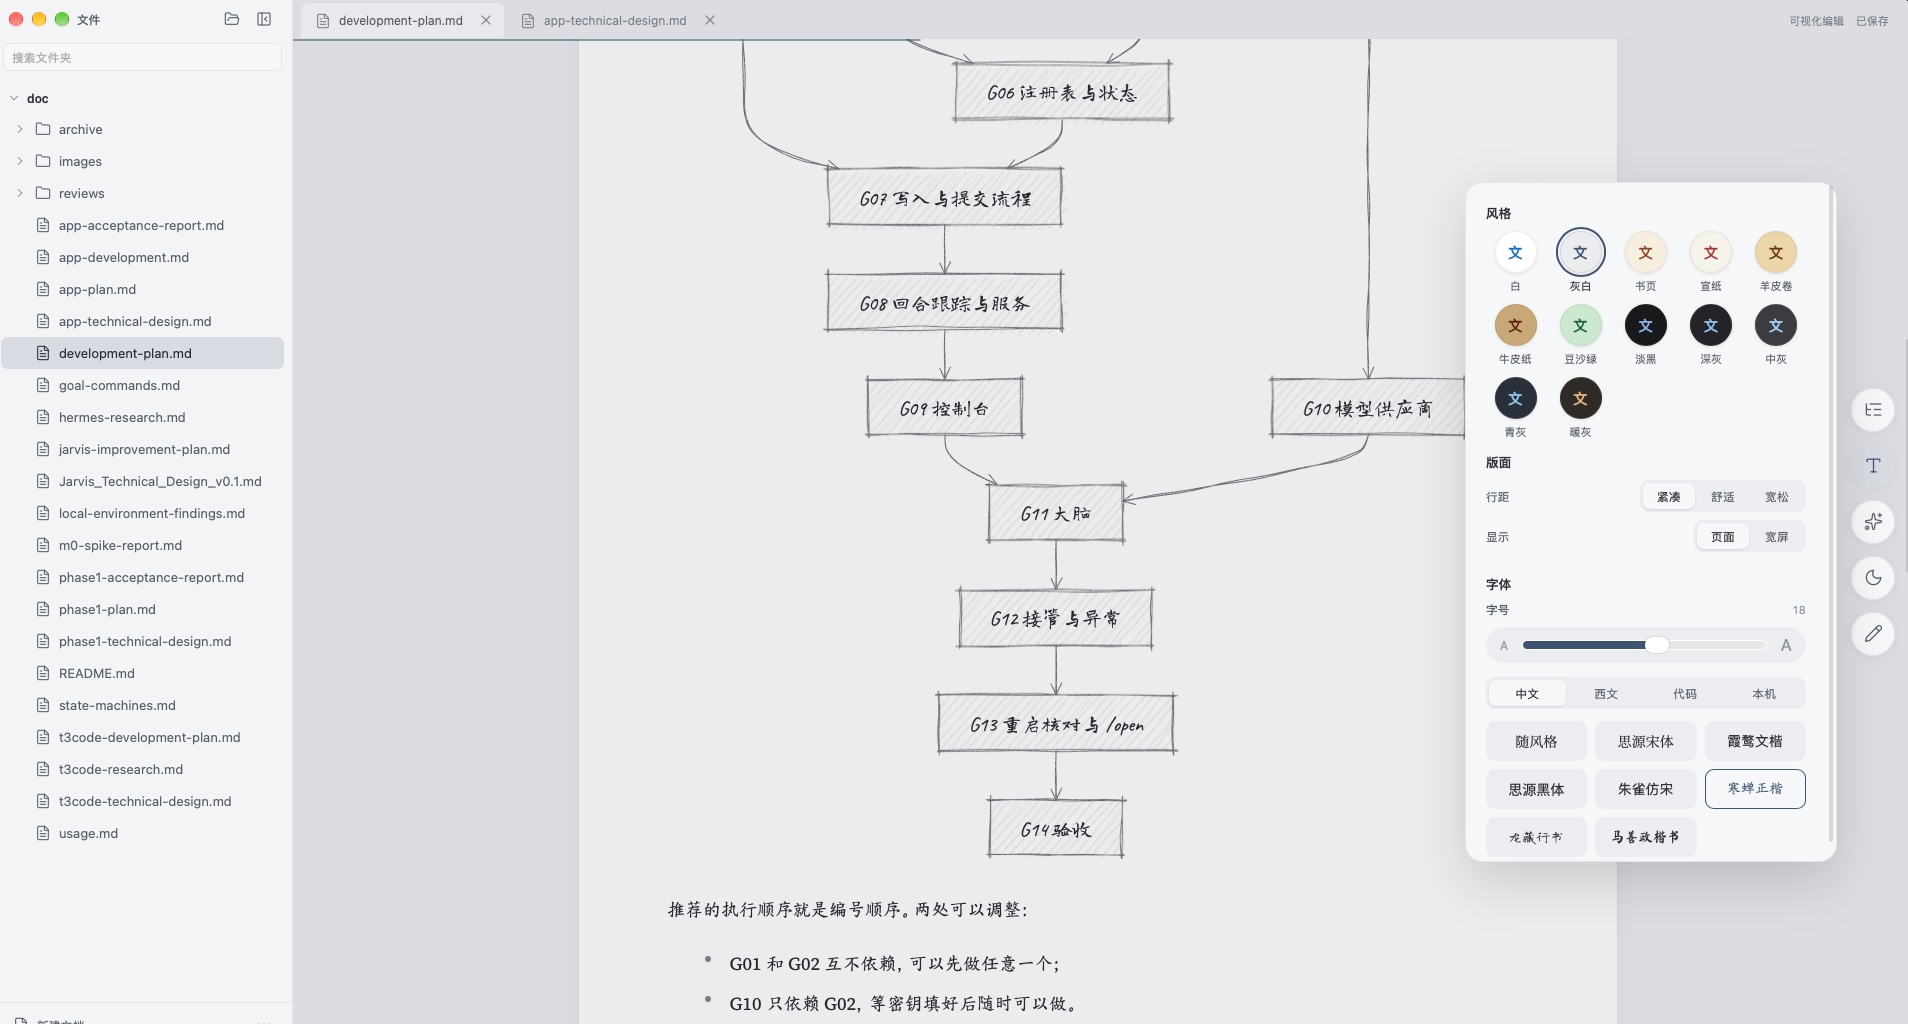 文件
搜索文件夹
doc
archive
images
reviews
app-acceptance-report.md
app-development.md
app-plan.md
app-technical-design.md
development-plan.md
goal-commands.md
hermes-research.md
jarvis-improvement-plan.md
Jarvis_Technical_Design_v0.1.md
local-environment-findings.md
m0-spike-report.md
phase1-acceptance-report.md
phase1-plan.md
phase1-technical-design.md
README.md
state-machines.md
t3code-development-plan.md
t3code-research.md
t3code-technical-design.md
usage.md
新建文档
development-plan.md
app-technical-design.md
可视化编辑 已保存
G06 注册表与状态
G07 写入与提交流程
G08 回合跟踪与服务
G09 控制台
G10 模型供应商
G11 大脑
G12 接管与异常
G13 重启核对与 /open
G14 验收
推荐的执行顺序就是编号顺序。两处可以调整：
• G01 和 G02 互不依赖，可以先做任意一个；
• G10 只依赖 G02，等密钥填好后随时可以做。
风格
文 文 文 文 文
白 灰白 书页 宣纸 羊皮卷
文 文 文 文 文
牛皮纸 豆沙绿 淡黑 深灰 中灰
文 文
青灰 暖灰
版面
行距 紧凑 舒适 宽松
显示 页面 宽屏
字体
字号 18
A A
中文 西文 代码 本机
随风格 思源宋体 霞鹜文楷
思源黑体 朱雀仿宋 寒蝉正楷
龙藏行书 马善政楷书
T